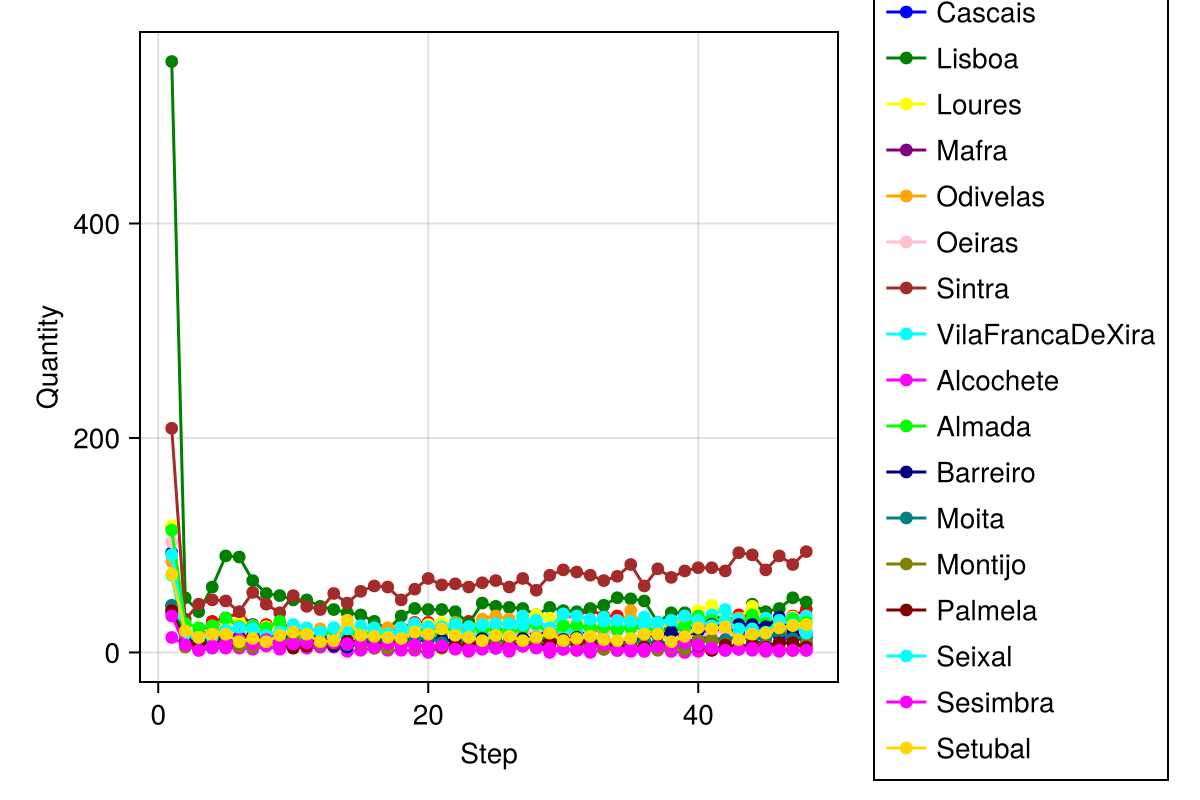 Cascais
Lisboa
Loures
Mafra
Odivelas
Oeiras
Sintra
VilaFrancaDeXira
Alcochete
Almada
Barreiro
Moita
Montijo
Palmela
Seixal
Sesimbra
Setubal
Quantity
400
200
0
0 20 40
Step